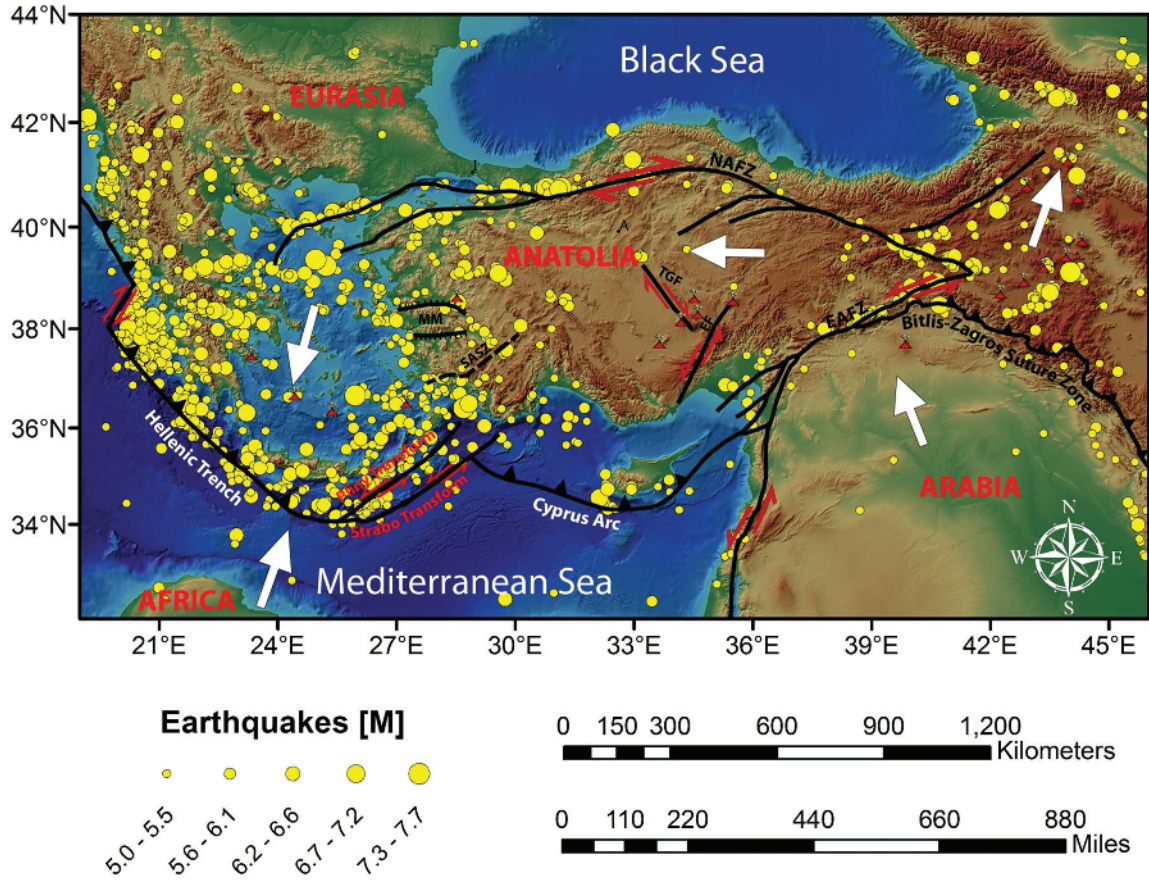 44°N
42°N
40°N
38°N
36°N
34°N
Black Sea
EURASIA
NAFZ
A
ANATOLIA
TGF
EF
MM
SASZ
EAFZ
Bitlis-Zagros Suture Zone
Hellenic Trench
Pliny Transform
Strabo Transform
Cyprus Arc
ARABIA
Mediterranean Sea
AFRICA
N
W E
S
21°E 24°E 27°E 30°E 33°E 36°E 39°E 42°E 45°E
Earthquakes [M]
5.0 - 5.5
5.6 - 6.1
6.2 - 6.6
6.7 - 7.2
7.3 - 7.7
0 150 300 600 900 1,200
Kilometers
0 110 220 440 660 880
Miles